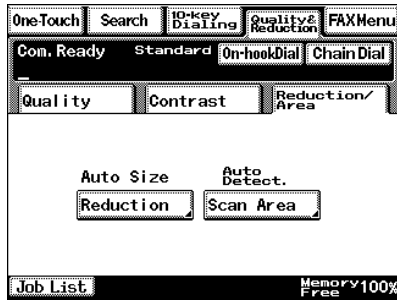 One-Touch Search 10-key Dialing Quality& Reduction FAX Menu
Com. Ready Standard On-hookDial Chain Dial
Quality Contrast Reduction/ Area
Auto Size Auto Detect.
Reduction Scan Area
Job List Memory Free 100%